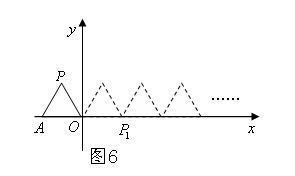 y
P
……
A O P₁ x
图6